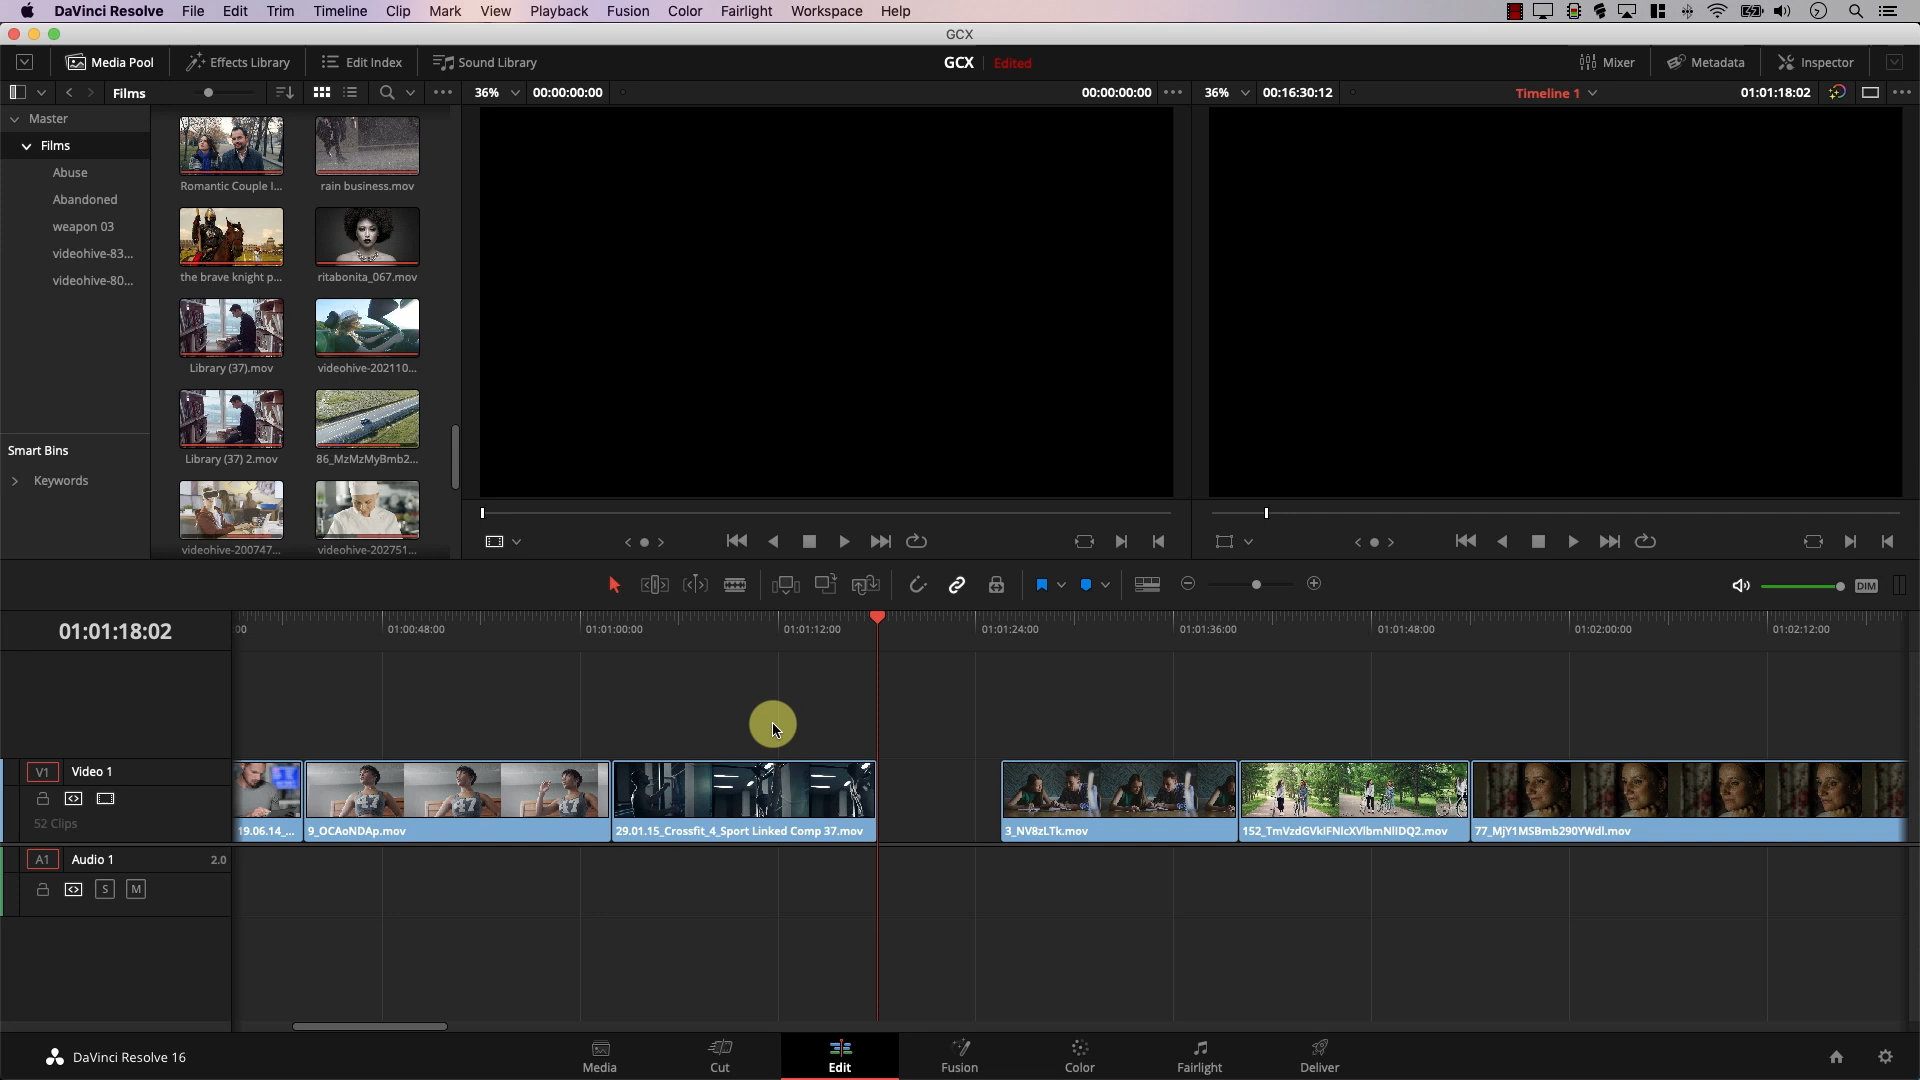 DaVinci Resolve File Edit Trim Timeline Clip Mark View Playback Fusion Color Fairlight Workspace Help
GCX
Media Pool Effects Library Edit Index Sound Library GCX Edited Mixer Metadata Inspector
Films 36% 00:00:00:00 00:00:00:00 36% 00:16:30:12 Timeline 1 01:01:18:02
Master
Films
Abuse
Abandoned
weapon 03
videohive-83...
videohive-80...
Smart Bins
Keywords
Romantic Couple I... rain business.mov
the brave knight p... ritabonita_067.mov
Library (37).mov videohive-202110...
Library (37) 2.mov 86_MzMzMyBmb2...
videohive-200747... videohive-202751...
DIM
01:01:18:02
:00 01:00:48:00 01:01:00:00 01:01:12:00 01:01:24:00 01:01:36:00 01:01:48:00 01:02:00:00 01:02:12:00
V1 Video 1
52 Clips
19.06.14_... 9_OCAoNDAp.mov 29.01.15_Crossfit_4_Sport Linked Comp 37.mov 3_NV8zLTk.mov 152_TmVzdGVkIFNlcXVlbmNlIDQ2.mov 77_MjY1MSBmb290YWdl.mov
A1 Audio 1 2.0
S M
DaVinci Resolve 16
Media Cut Edit Fusion Color Fairlight Deliver